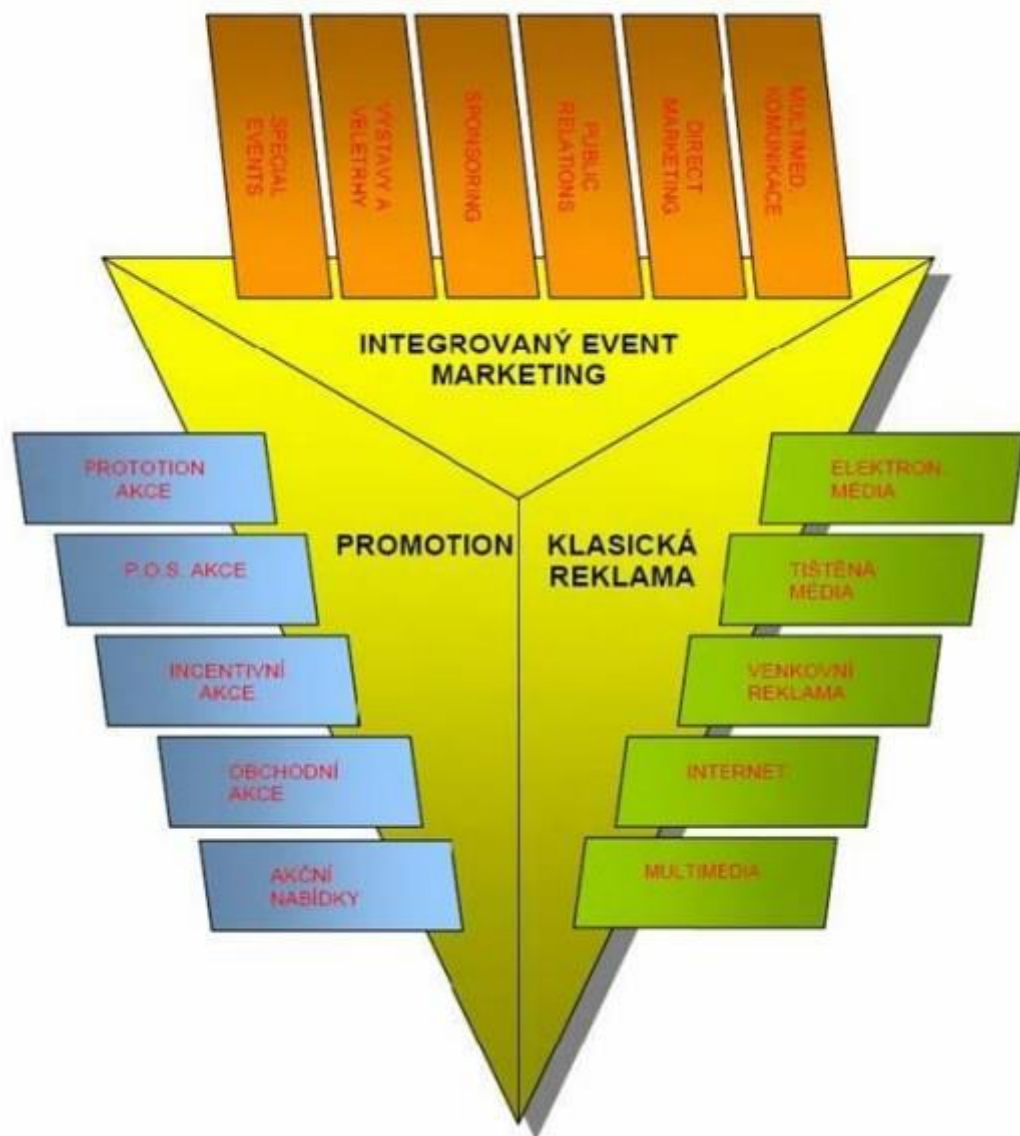 SPECIAL
EVENTS
VÝSTAVY A
VELETRHY
SPONSORING
PUBLIC
RELATIONS
DIRECT
MARKETING
MULTIMED.
KOMUNIKACE
INTEGROVANÝ EVENT
MARKETING
PROTOTION
AKCE
P.O.S. AKCE
INCENTIVNÍ
AKCE
OBCHODNÍ
AKCE
AKČNÍ
NABÍDKY
PROMOTION
KLASICKÁ
REKLAMA
ELEKTRON.
MÉDIA
TIŠTĚNÁ
MÉDIA
VENKOVNÍ
REKLAMA
INTERNET
MULTIMEDIA